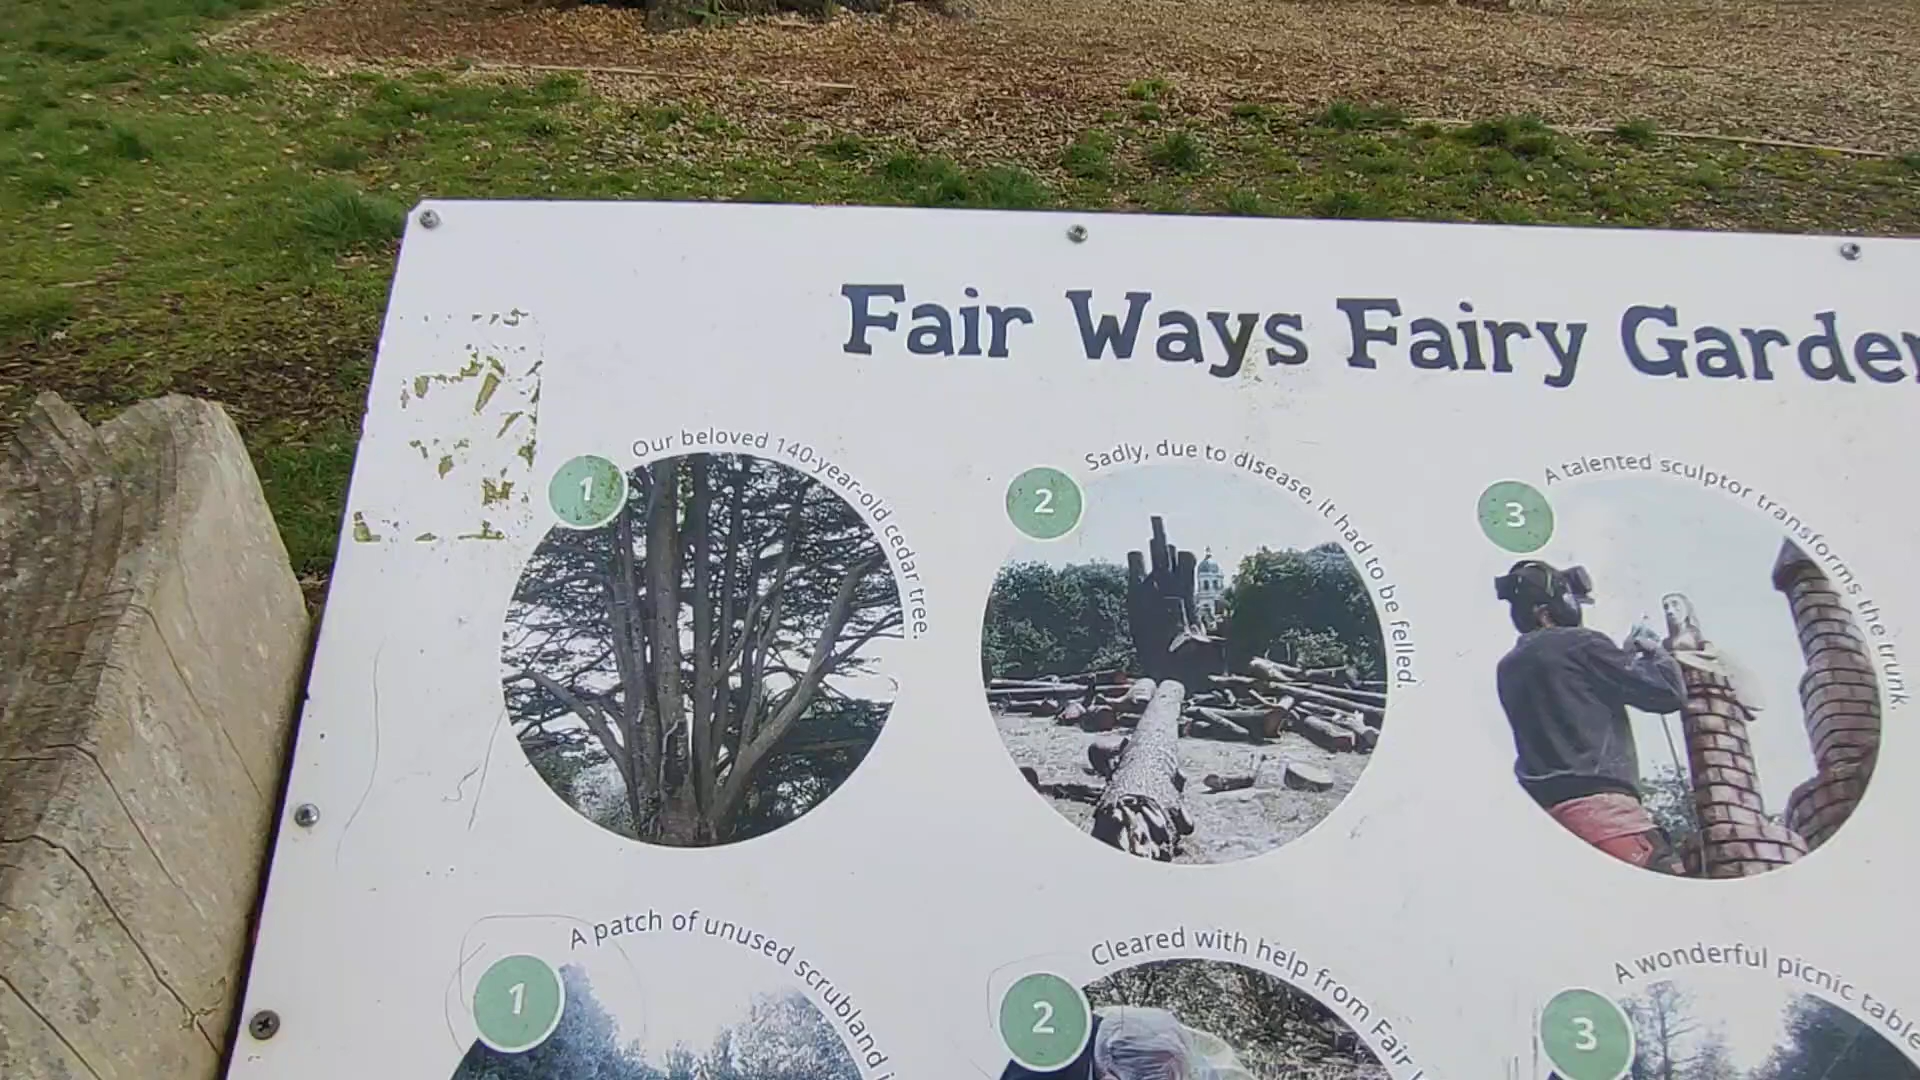 Fair Ways Fairy Garden
1
Our beloved 140-year-old cedar tree.
2
Sadly, due to disease, it had to be felled.
3
A talented sculptor transforms the trunk.
1
A patch of unused scrubland
2
Cleared with help from Fair
3
A wonderful picnic table